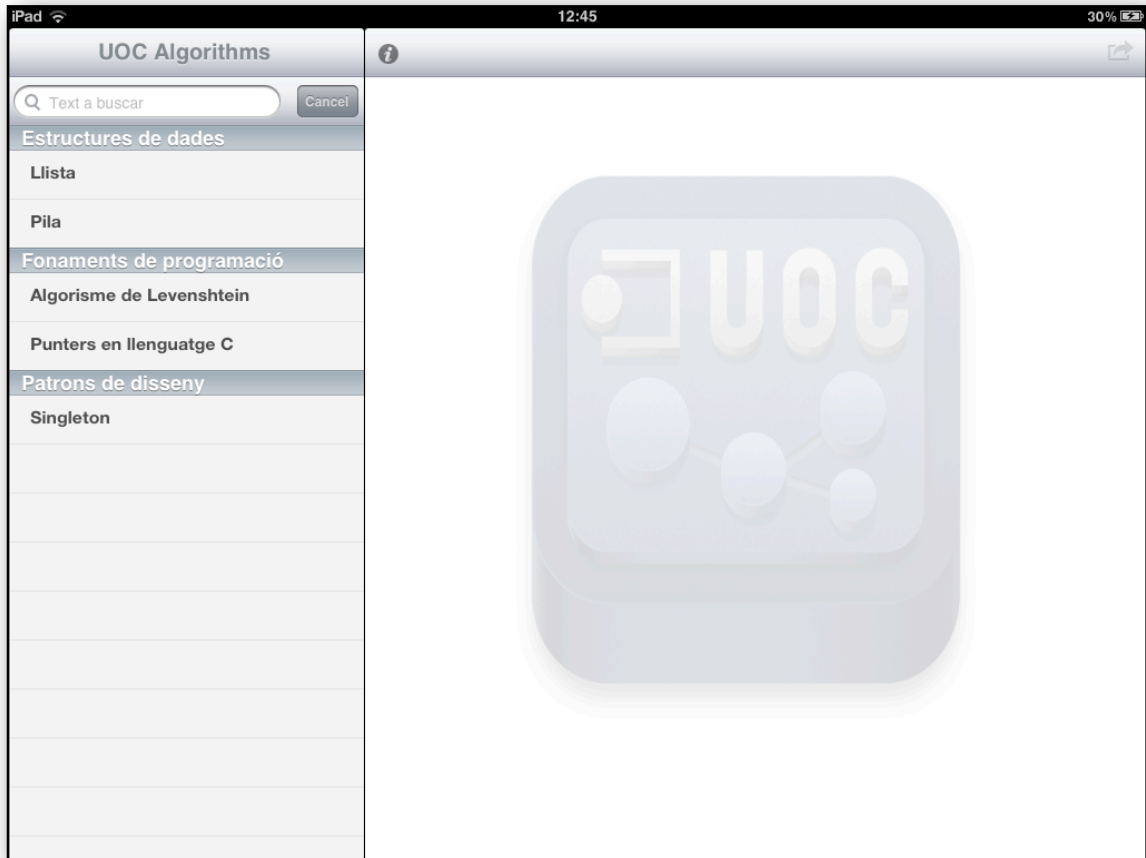 iPad 12:45 30%
UOC Algorithms
Text a buscar Cancel
Estructures de dades
Llista
Pila
Fonaments de programació
Algorisme de Levenshtein
Punters en llenguatge C
Patrons de disseny
Singleton
UOC